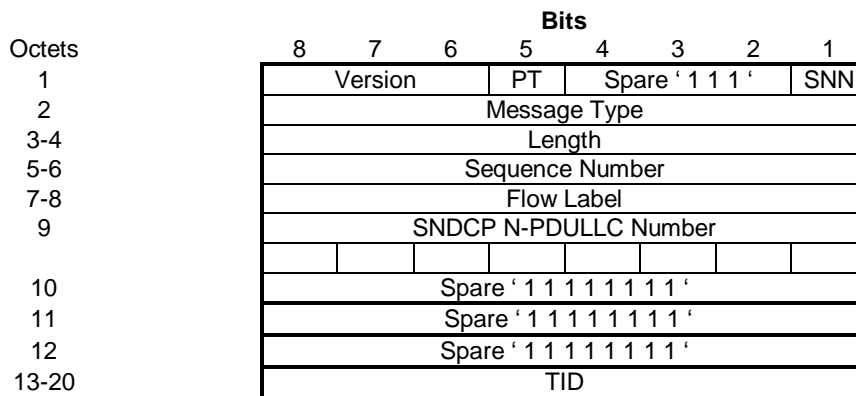 Bits
Octets 8 7 6 5 4 3 2 1
1 Version PT Spare ‘ 1 1 1 ‘ SNN
2 Message Type
3-4 Length
5-6 Sequence Number
7-8 Flow Label
9 SNDCP N-PDULLC Number
10 Spare ‘ 1 1 1 1 1 1 1 1 ‘
11 Spare ‘ 1 1 1 1 1 1 1 1 ‘
12 Spare ‘ 1 1 1 1 1 1 1 1 ‘
13-20 TID